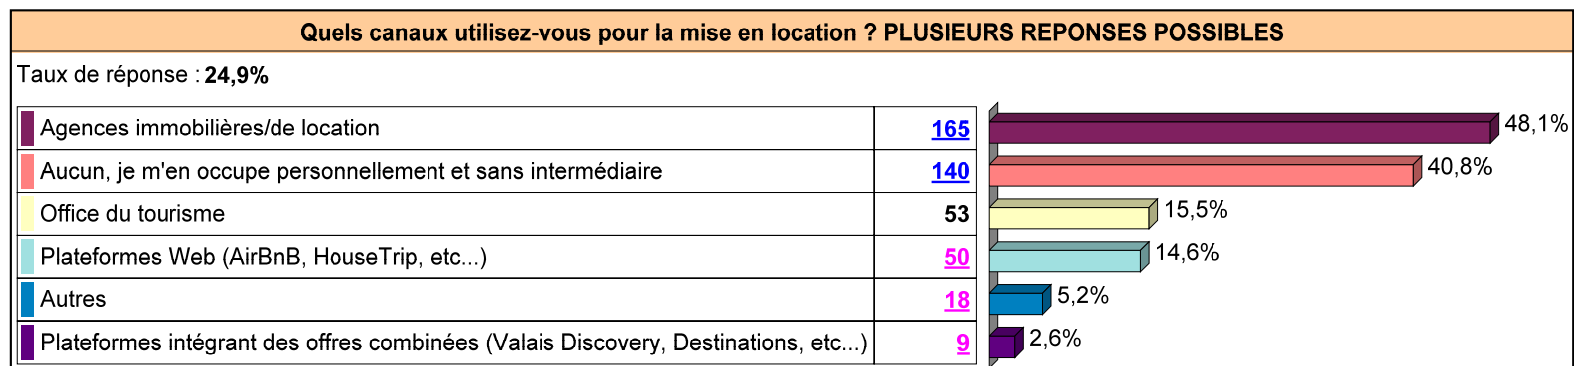 Quels canaux utilisez-vous pour la mise en location ? PLUSIEURS REPONSES POSSIBLES
Taux de réponse : 24,9%
Agences immobilières/de location 165 48,1%
Aucun, je m'en occupe personnellement et sans intermédiaire 140 40,8%
Office du tourisme 53 15,5%
Plateformes Web (AirBnB, HouseTrip, etc...) 50 14,6%
Autres 18 5,2%
Plateformes intégrant des offres combinées (Valais Discovery, Destinations, etc...) 9 2,6%